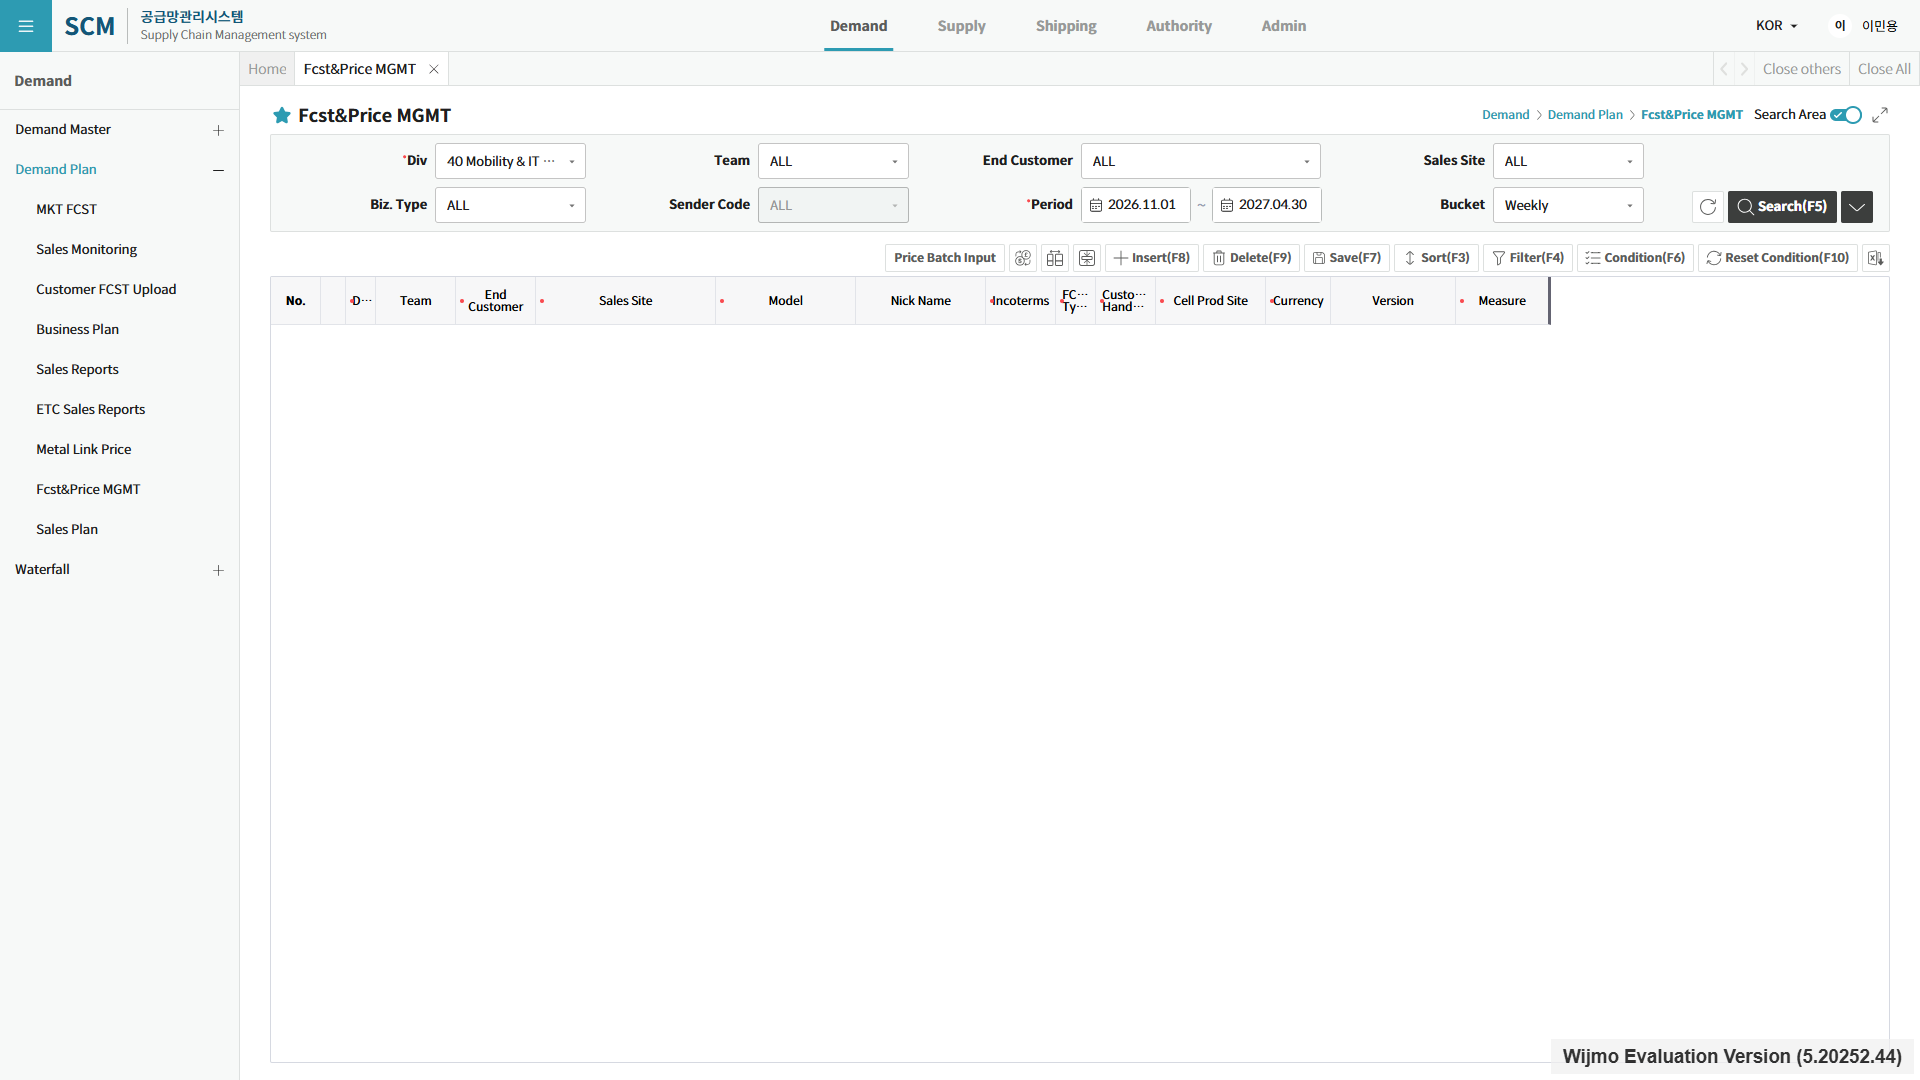 SCM
공급망관리시스템
Supply Chain Management system
Demand
Supply
Shipping
Authority
Admin
KOR
이
이민용
Demand
Home
Fcst&Price MGMT
Close others
Close All
Demand Master
Demand Plan
MKT FCST
Sales Monitoring
Customer FCST Upload
Business Plan
Sales Reports
ETC Sales Reports
Metal Link Price
Fcst&Price MGMT
Sales Plan
Waterfall
Fcst&Price MGMT
Demand > Demand Plan > Fcst&Price MGMT
Search Area
*Div
40 Mobility & IT ···
Team
ALL
End Customer
ALL
Sales Site
ALL
Biz. Type
ALL
Sender Code
ALL
*Period
2026.11.01 ~ 2027.04.30
Bucket
Weekly
Search(F5)
Price Batch Input
Insert(F8)
Delete(F9)
Save(F7)
Sort(F3)
Filter(F4)
Condition(F6)
Reset Condition(F10)
No.
D···
Team
End
Customer
Sales Site
Model
Nick Name
Incoterms
FC···
Ty···
Custo···
Hand···
Cell Prod Site
Currency
Version
Measure
Wijmo Evaluation Version (5.20252.44)